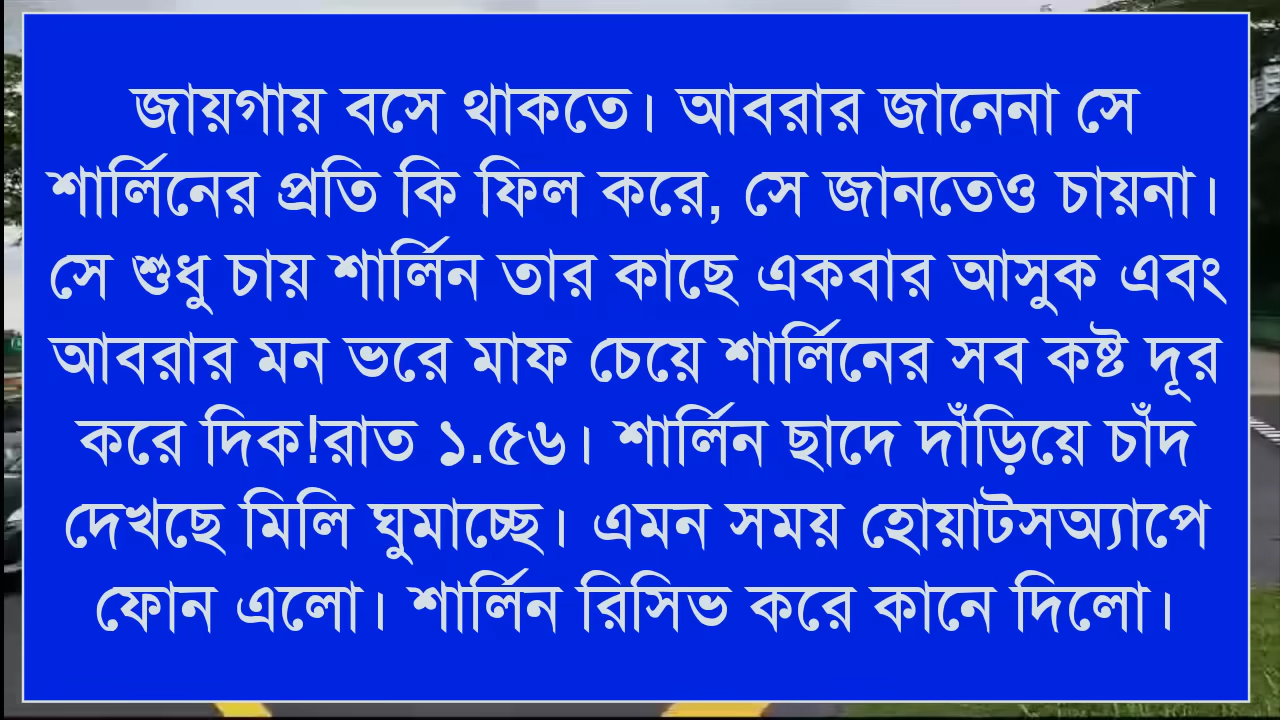 জায়গায় বসে থাকতে। আবরার জানেনা সে
শার্লিনের প্রতি কি ফিল করে, সে জানতেও চায়না।
সে শুধু চায় শার্লিন তার কাছে একবার আসুক এবং
আবরার মন ভরে মাফ চেয়ে শার্লিনের সব কষ্ট দূর
করে দিক!রাত ১.৫৬। শার্লিন ছাদে দাঁড়িয়ে চাঁদ
দেখছে মিলি ঘুমাচ্ছে। এমন সময় হোয়াটসঅ্যাপে
ফোন এলো। শার্লিন রিসিভ করে কানে দিলো।